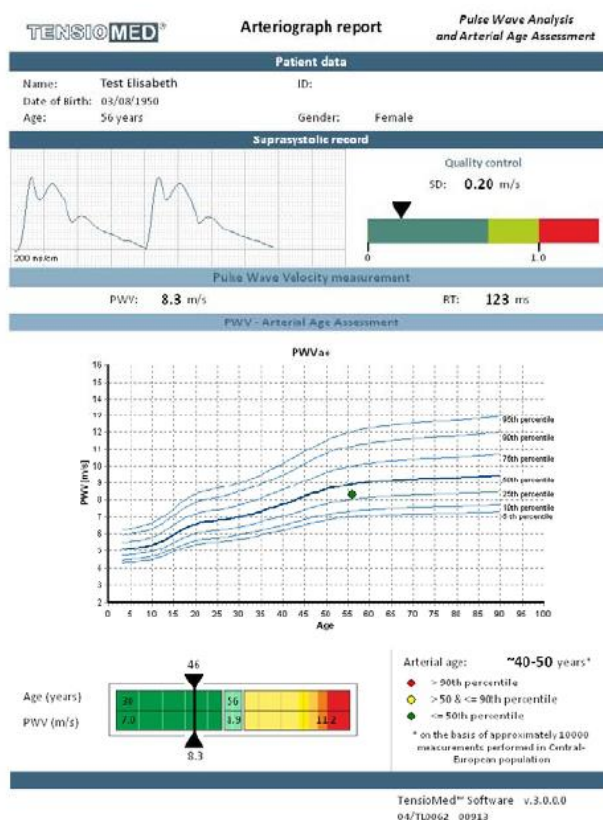 TENSIOMED®
Arteriograph report
Pulse Wave Analysis
and Arterial Age Assessment
Patient data
Name: Test Elisabeth ID:
Date of Birth: 03/08/1950
Age: 56 years Gender: Female
Suprasystolic record
Quality control
SD: 0.20 m/s
200 ms/cm
0 1.0
Pulse Wave Velocity measurement
PWV: 8.3 m/s RT: 123 ms
PWV - Arterial Age Assessment
PWVao
16
15
14
13
12
11
10
9
8
7
6
5
4
3
2
PWV [m/s]
95th percentile
90th percentile
75th percentile
50th percentile
25th percentile
10th percentile
5-th percentile
0 5 10 15 20 25 30 35 40 45 50 55 60 65 70 75 80 85 90 95 100
Age
46
Age (years) 30 56
PWV (m/s) 7.0 8.9 11.2
8.3
Arterial age: ~40-50 years*
> 90th percentile
>50 & <= 90th percentile
<= 50th percentile
* on the basis of approximately 10000
measurements performed in Central-
European population
TensioMed™ Software v.3.0.0.0
04/TL0062 00913